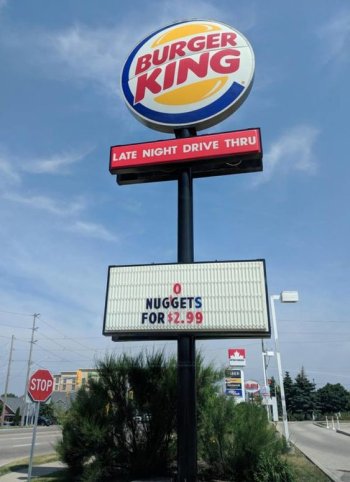 BURGER
KING
LATE NIGHT DRIVE THRU
0
NUGGETS
FOR $2.99
STOP